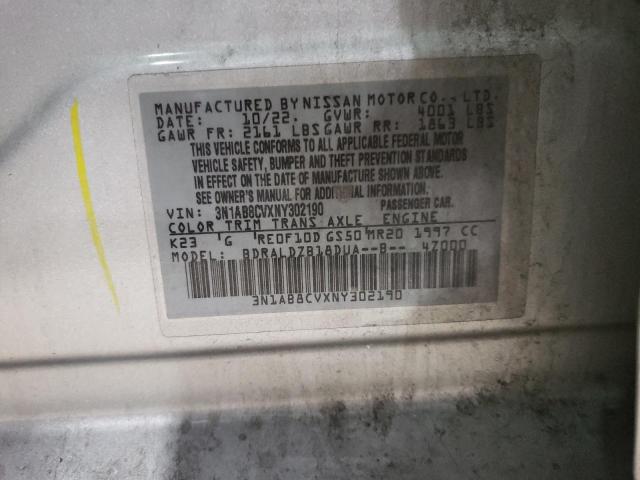 MANUFACTURED BY NISSAN MOTOR CO., LTD.
DATE: 10/22. GVWR: 4001 LBS
GAWR FR: 2161 LBS GAWR RR: 1863 LBS
THIS VEHICLE CONFORMS TO ALL APPLICABLE FEDERAL MOTOR
VEHICLE SAFETY, BUMPER AND THEFT PREVENTION STANDARDS
IN EFFECT ON THE DATE OF MANUFACTURE SHOWN ABOVE.
SEE OWNER'S MANUAL FOR ADDITIONAL INFORMATION.
VIN: 3N1AB8CVXNY302190 PASSENGER CAR.
COLOR TRIM TRANS AXLE ENGINE
K23 G RE0F10D GS50 MR20 1997 CC
MODEL: BDRALDZB18DUA--B-- 47000
3N1AB8CVXNY302190